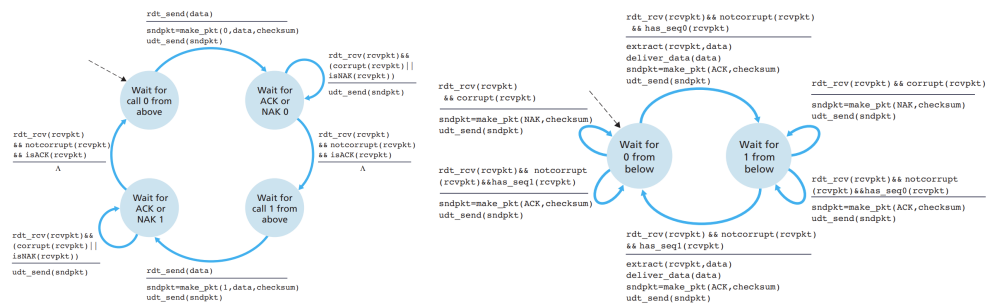 rdt_send(data)
sndpkt=make_pkt(0,data,checksum)
udt_send(sndpkt)
rdt_rcv(rcvpkt)&&
(corrupt(rcvpkt)||
isNAK(rcvpkt))
udt_send(sndpkt)
Wait for
call 0 from
above
Wait for
ACK or
NAK 0
rdt_rcv(rcvpkt)
&& notcorrupt(rcvpkt)
&& isACK(rcvpkt)
Λ
rdt_rcv(rcvpkt)
&& notcorrupt(rcvpkt)
&& isACK(rcvpkt)
Λ
Wait for
ACK or
NAK 1
Wait for
call 1 from
above
rdt_rcv(rcvpkt)&&
(corrupt(rcvpkt)||
isNAK(rcvpkt))
udt_send(sndpkt)
rdt_send(data)
sndpkt=make_pkt(1,data,checksum)
udt_send(sndpkt)
rdt_rcv(rcvpkt)&& notcorrupt(rcvpkt)
&& has_seq0(rcvpkt)
extract(rcvpkt,data)
deliver_data(data)
sndpkt=make_pkt(ACK,checksum)
udt_send(sndpkt)
rdt_rcv(rcvpkt)
&& corrupt(rcvpkt)
sndpkt=make_pkt(NAK,checksum)
udt_send(sndpkt)
rdt_rcv(rcvpkt) && corrupt(rcvpkt)
sndpkt=make_pkt(NAK,checksum)
udt_send(sndpkt)
Wait for
0 from
below
Wait for
1 from
below
rdt_rcv(rcvpkt)&& notcorrupt
(rcvpkt)&&has_seq1(rcvpkt)
sndpkt=make_pkt(ACK,checksum)
udt_send(sndpkt)
rdt_rcv(rcvpkt)&& notcorrupt
(rcvpkt)&&has_seq0(rcvpkt)
sndpkt=make_pkt(ACK,checksum)
udt_send(sndpkt)
rdt_rcv(rcvpkt) && notcorrupt(rcvpkt)
&& has_seq1(rcvpkt)
extract(rcvpkt,data)
deliver_data(data)
sndpkt=make_pkt(ACK,checksum)
udt_send(sndpkt)